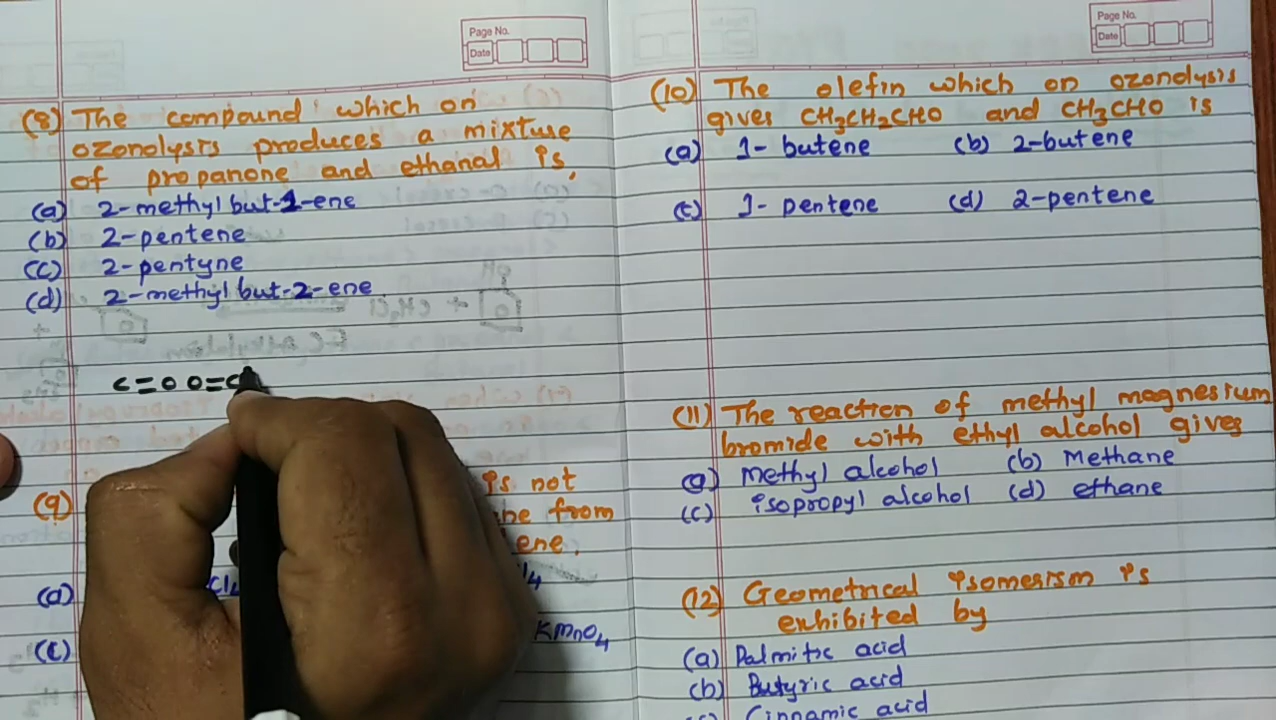 Page No.
Date
(8) The compound which on
ozonolysis produces a mixture
of propanone and ethanal is,
(a) 2-methyl but-1-ene
(b) 2-pentene
(c) 2-pentyne
(d) 2-methyl but-2-ene
C=O O=C
(9) is not
from
ene.
(a)
(c) KMnO4
Page No.
Date
(10) The olefin which on ozonolysis
gives CH3CH2CHO and CH3CHO is
(a) 1-butene (b) 2-butene
(c) 1-pentene (d) 2-pentene
(11) The reaction of methyl magnesium
bromide with ethyl alcohol gives
(a) methyl alcohol (b) Methane
(c) isopropyl alcohol (d) ethane
(12) Geometrical isomerism is
exhibited by
(a) Palmitic acid
(b) Butyric acid
(c) Cinnamic acid